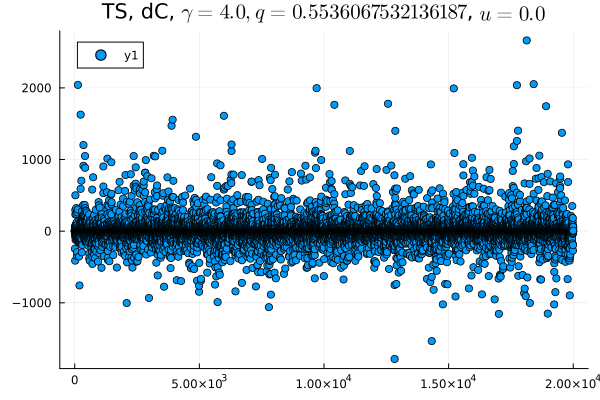 TS, dC, γ = 4.0, q = 0.5536067532136187, u = 0.0
y1
2000
1000
0
−1000
0 5.00×10³ 1.00×10⁴ 1.50×10⁴ 2.00×10⁴